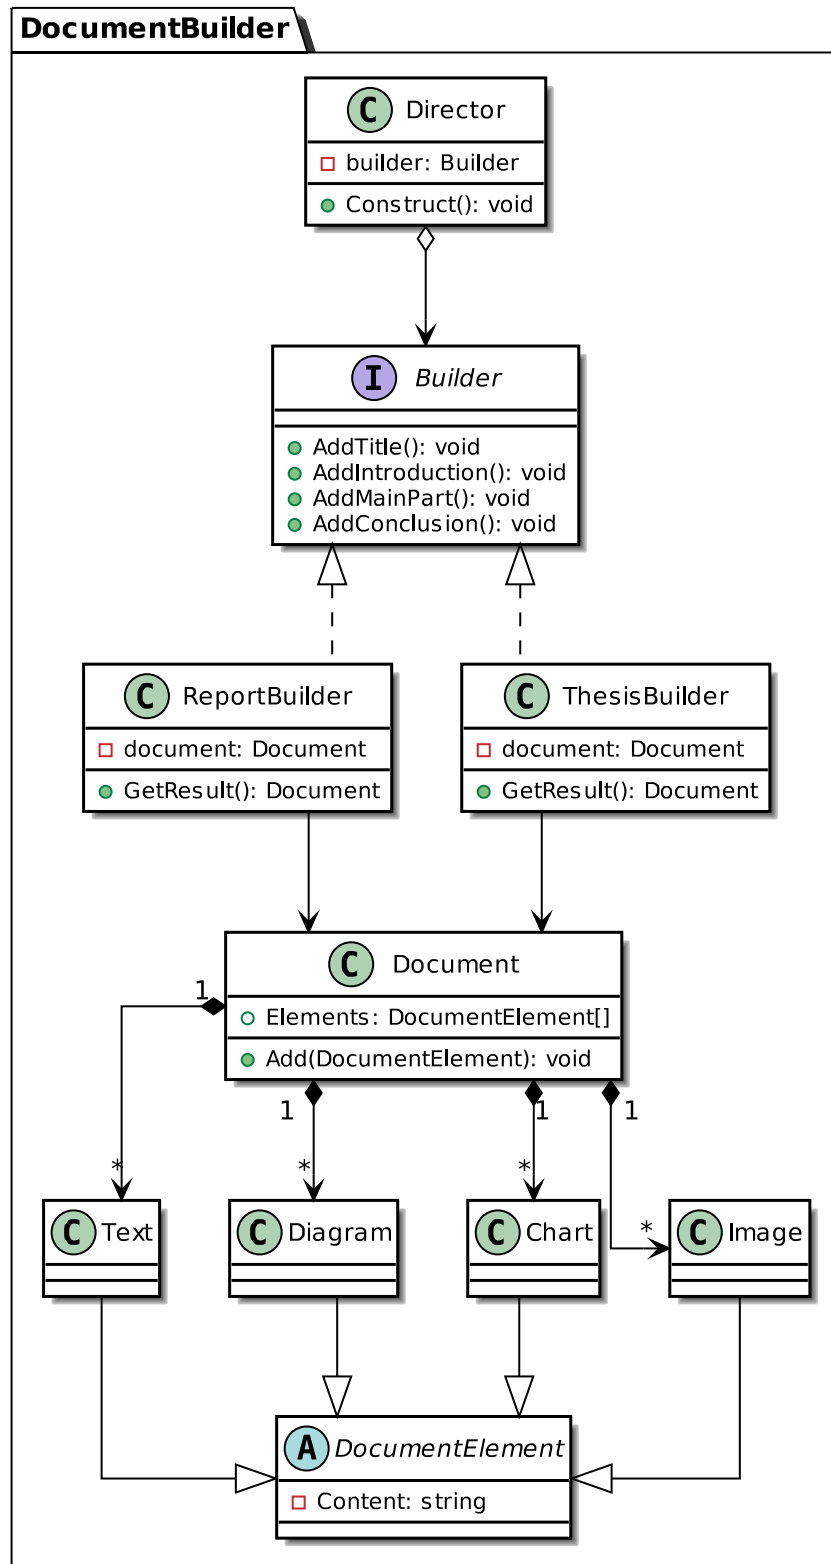 DocumentBuilder
C Director
builder: Builder
Construct(): void
I Builder
AddTitle(): void
AddIntroduction(): void
AddMainPart(): void
AddConclusion(): void
C ReportBuilder
document: Document
GetResult(): Document
C ThesisBuilder
document: Document
GetResult(): Document
C Document
Elements: DocumentElement[]
Add(DocumentElement): void
1
1
1
1
*
*
*
*
C Text
C Diagram
C Chart
C Image
A DocumentElement
Content: string